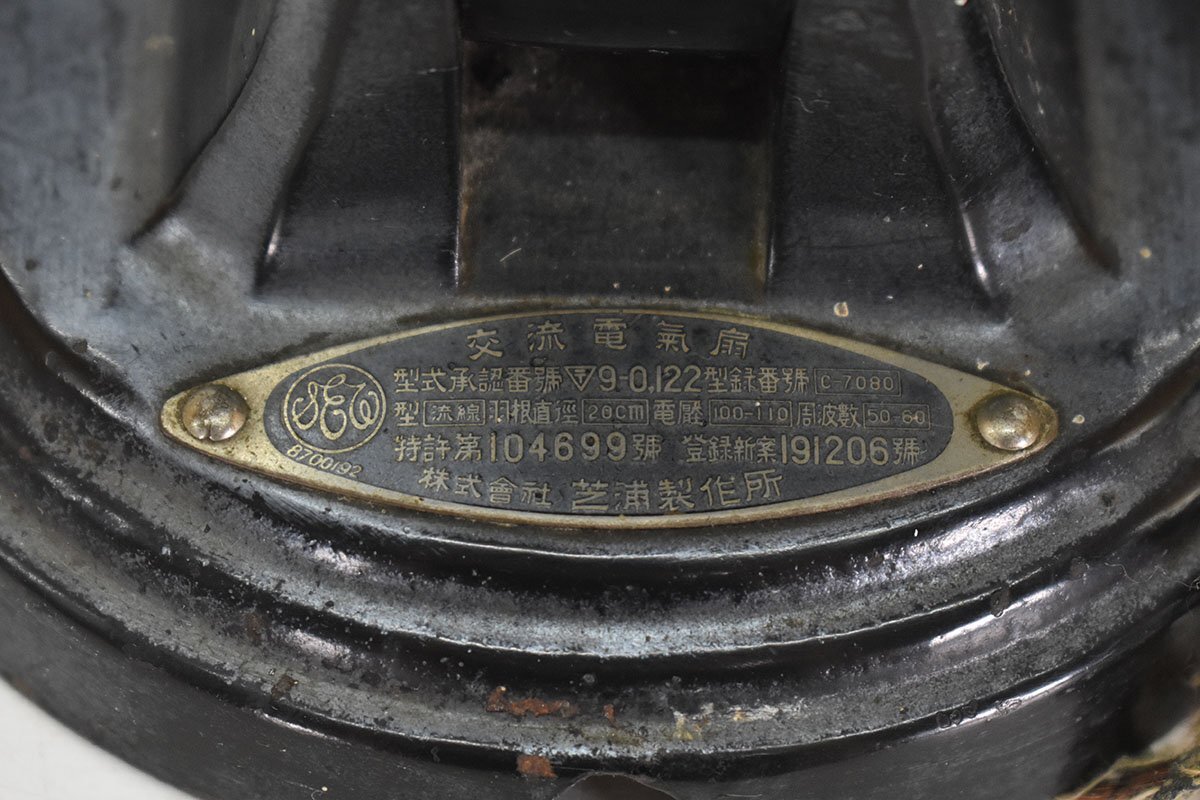 交流電氣扇
型式承認番號 ▽9-0.122 型録番號 C-7080
型 流線 羽根直徑 20cm 電壓 100-110 周波數 50-60
特許第104699號 登録新案191206號
株式會社 芝浦製作所
SEW
8700192